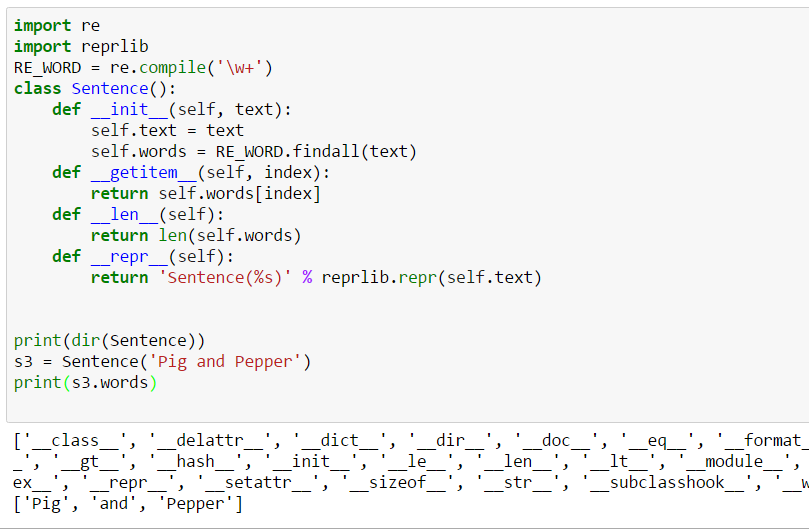 import re
import reprlib
RE_WORD = re.compile('\w+')
class Sentence():
    def __init__(self, text):
        self.text = text
        self.words = RE_WORD.findall(text)
    def __getitem__(self, index):
        return self.words[index]
    def __len__(self):
        return len(self.words)
    def __repr__(self):
        return 'Sentence(%s)' % reprlib.repr(self.text)
print(dir(Sentence))
s3 = Sentence('Pig and Pepper')
print(s3.words)
['__class__', '__delattr__', '__dict__', '__dir__', '__doc__', '__eq__', '__format_
_', '__gt__', '__hash__', '__init__', '__le__', '__len__', '__lt__', '__module__',
ex__', '__repr__', '__setattr__', '__sizeof__', '__str__', '__subclasshook__', '__w
['Pig', 'and', 'Pepper']